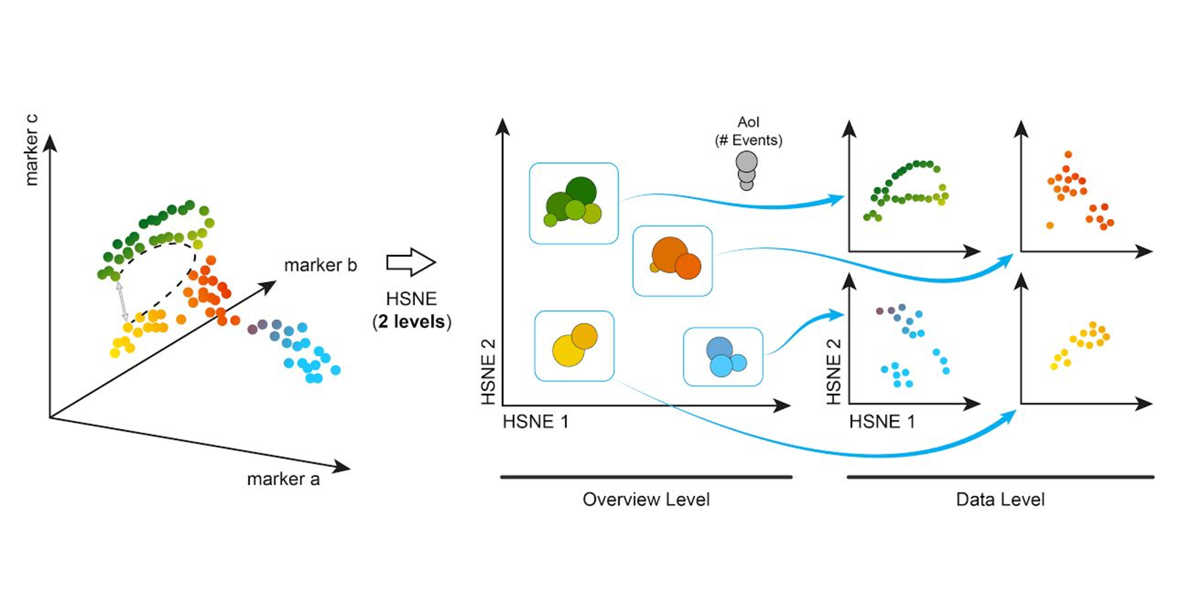 marker c
marker b
marker a
HSNE
(2 levels)
AoI
(# Events)
HSNE 2
HSNE 1
Overview Level
HSNE 2
HSNE 1
Data Level